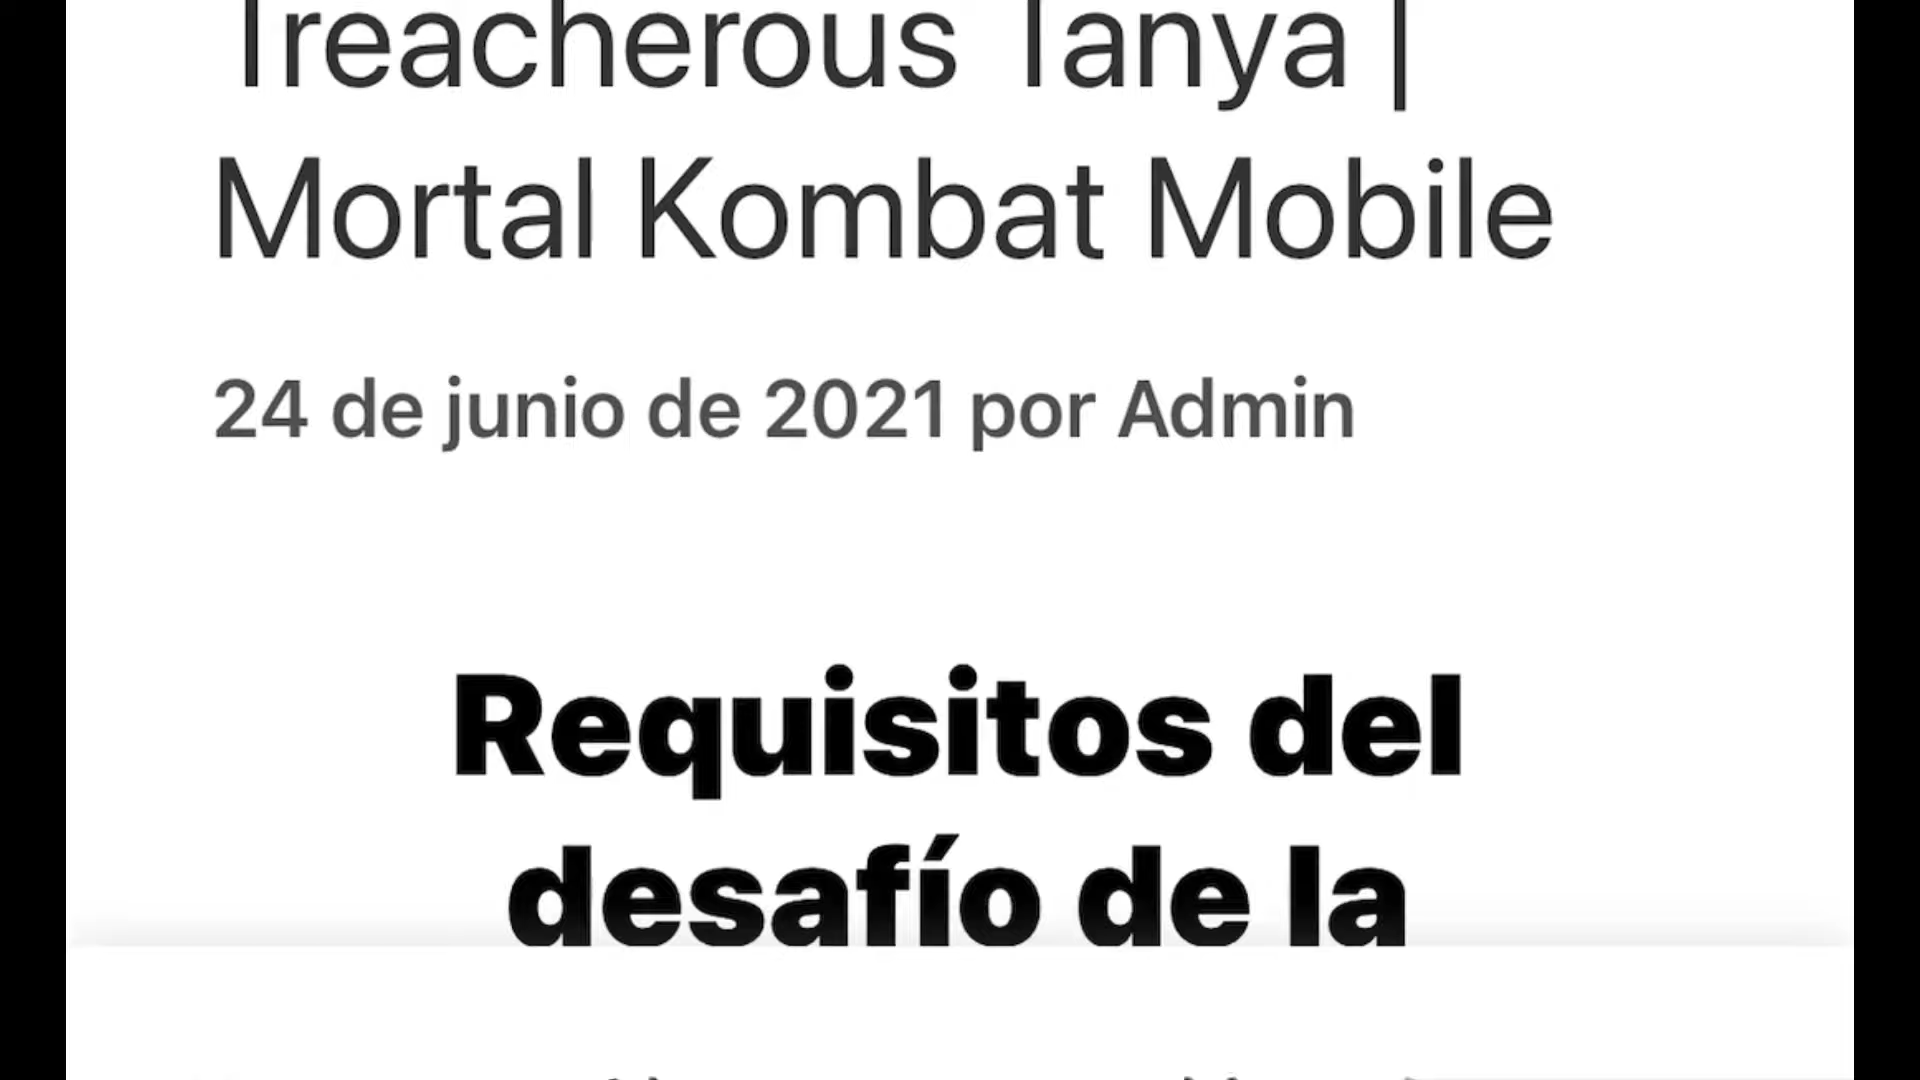 Treacherous Tanya |
Mortal Kombat Mobile
24 de junio de 2021 por Admin
Requisitos del
desafío de la